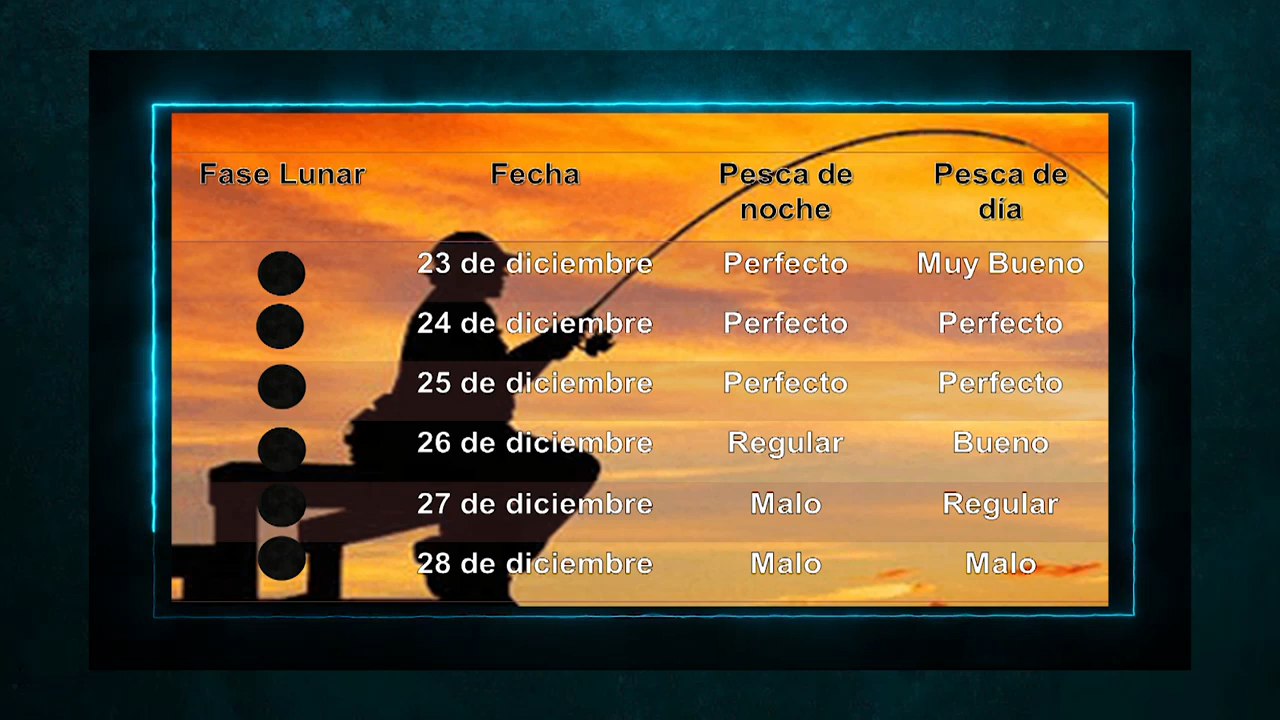 Fase Lunar Fecha Pesca de noche Pesca de día
23 de diciembre Perfecto Muy Bueno
24 de diciembre Perfecto Perfecto
25 de diciembre Perfecto Perfecto
26 de diciembre Regular Bueno
27 de diciembre Malo Regular
28 de diciembre Malo Malo